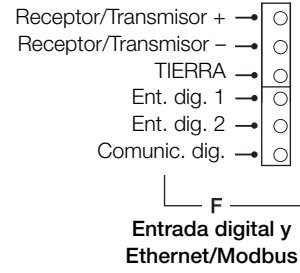 Receptor/Transmisor +
Receptor/Transmisor –
TIERRA
Ent. dig. 1
Ent. dig. 2
Comunic. dig.
F
Entrada digital y
Ethernet/Modbus